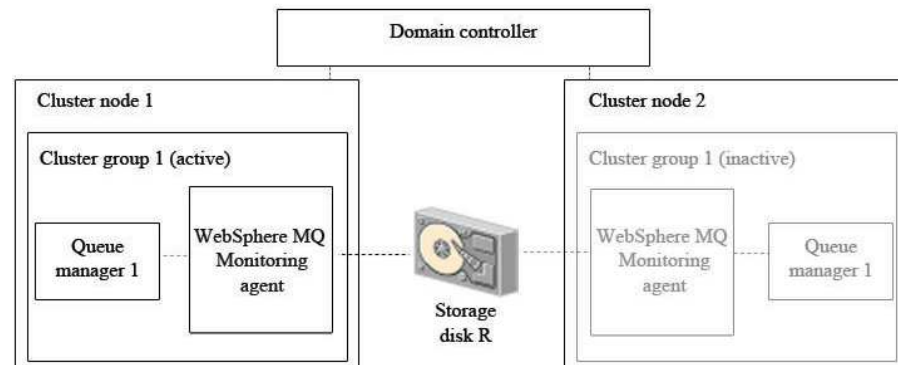 Domain controller
Cluster node 1
Cluster group 1 (active)
Queue
manager 1
WebSphere MQ
Monitoring
agent
Storage
disk R
Cluster node 2
Cluster group 1 (inactive)
WebSphere MQ
Monitoring
agent
Queue
manager 1